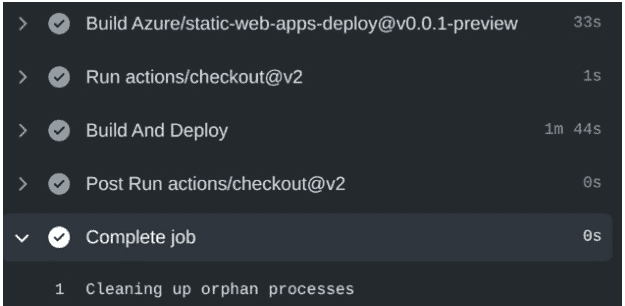 Build Azure/static-web-apps-deploy@v0.0.1-preview 33s
Run actions/checkout@v2 1s
Build And Deploy 1m 44s
Post Run actions/checkout@v2 0s
Complete job 0s
1 Cleaning up orphan processes